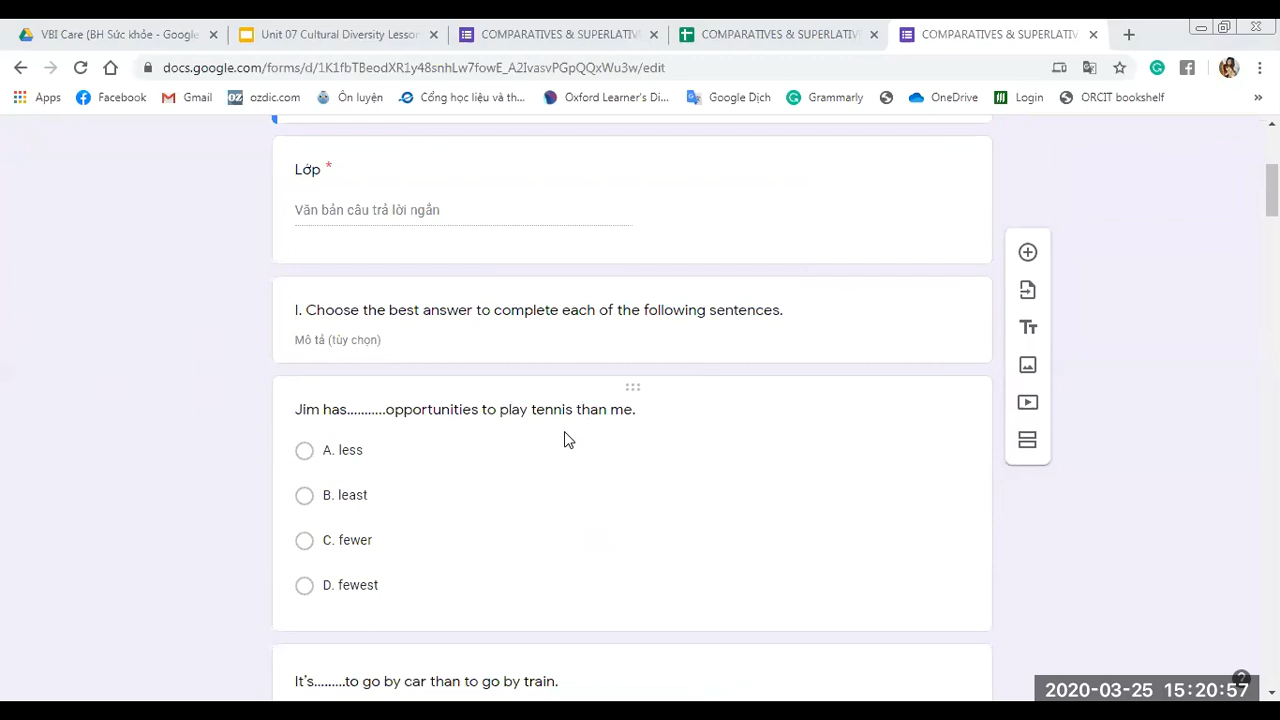 VBI Care (BH Sức khỏe - Google
Unit 07 Cultural Diversity Lesson
COMPARATIVES & SUPERLATIV
COMPARATIVES & SUPERLATIV
COMPARATIVES & SUPERLATIV
docs.google.com/forms/d/1K1fbTBeodXR1y48snhLw7fowE_A2IvasvPGpQQxWu3w/edit
Apps
Facebook
Gmail
OZ ozdic.com
Ôn luyện
Cổng học liệu và th...
Oxford Learner's Di...
Google Dịch
Grammarly
OneDrive
Login
ORCIT bookshelf
»
Lớp *
Văn bản câu trả lời ngắn
I. Choose the best answer to complete each of the following sentences.
Mô tả (tùy chọn)
Jim has...........opportunities to play tennis than me.
A. less
B. least
C. fewer
D. fewest
It's.........to go by car than to go by train.
2020-03-25 15:20:57